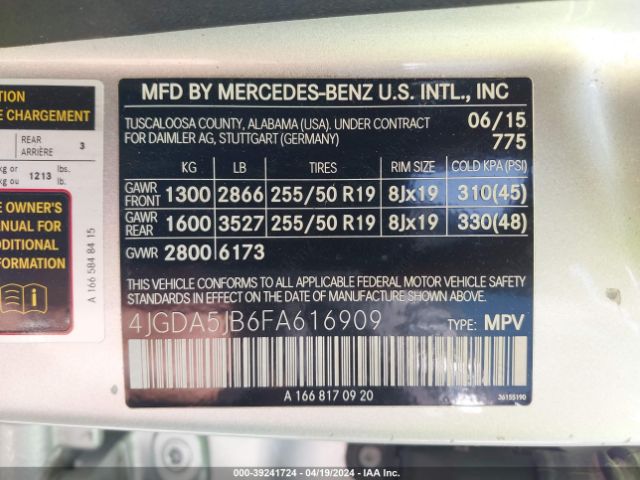 TION
E CHARGEMENT
REAR
ARRIÈRE 3
kg or
kg ou 1213 lbs.
lb.
E OWNER'S
ANUAL FOR
DDITIONAL
FORMATION
A 166 584 84 15
MFD BY MERCEDES-BENZ U.S. INTL., INC
TUSCALOOSA COUNTY, ALABAMA (USA). UNDER CONTRACT
FOR DAIMLER AG, STUTTGART (GERMANY)
06/15
775
KG LB TIRES RIM SIZE COLD KPA (PSI)
GAWR
FRONT 1300 2866 255/50 R19 8Jx19 310(45)
GAWR
REAR 1600 3527 255/50 R19 8Jx19 330(48)
GVWR 2800 6173
THIS VEHICLE CONFORMS TO ALL APPLICABLE FEDERAL MOTOR VEHICLE SAFETY
STANDARDS IN EFFECT ON THE DATE OF MANUFACTURE SHOWN ABOVE.
4JGDA5JB6FA616909 TYPE: MPV
A 166 817 09 20
36155190
000-39241724 - 04/19/2024 - IAA Inc.